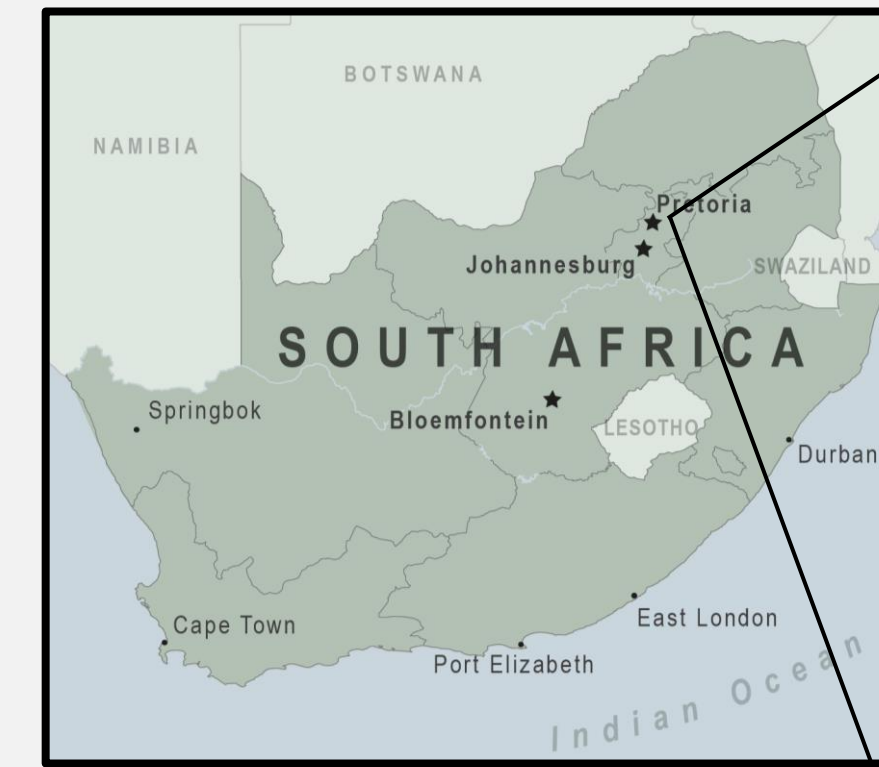 BOTSWANA
NAMIBIA
Pretoria
Johannesburg
SWAZILAND
SOUTH AFRICA
Springbok
Bloemfontein
LESOTHO
Durban
Cape Town
East London
Port Elizabeth
Indian Ocean